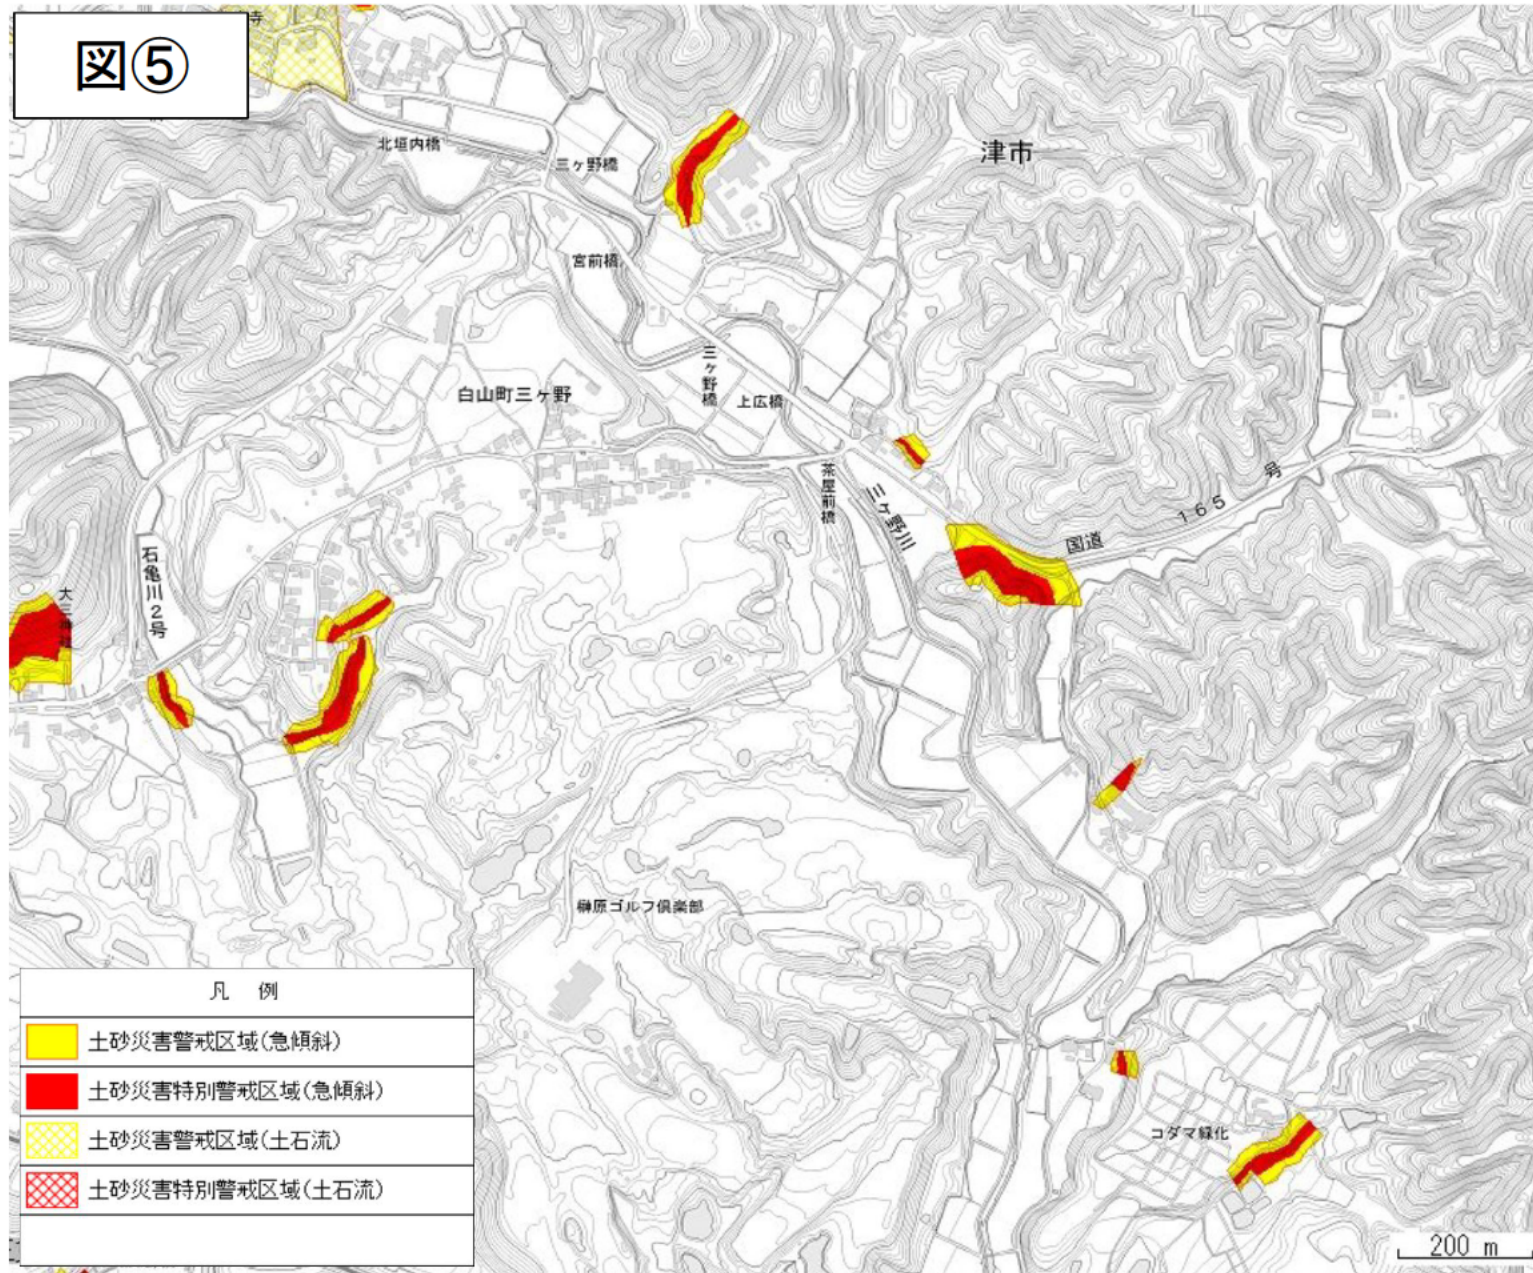 図⑤
寺
津市
北垣内橋
三ヶ野橋
宮前橋
三ヶ野橋
白山町三ヶ野
上広橋
茶屋前橋
三ヶ野川
国道
165号
石亀川2号
榊原ゴルフ倶楽部
コダマ緑化
凡 例
土砂災害警戒区域(急傾斜)
土砂災害特別警戒区域(急傾斜)
土砂災害警戒区域(土石流)
土砂災害特別警戒区域(土石流)
200 m